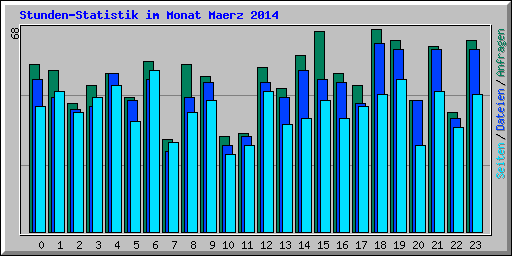 Stunden-Statistik im Monat Maerz 2014
68
Seiten / Dateien / Anfragen
0 1 2 3 4 5 6 7 8 9 10 11 12 13 14 15 16 17 18 19 20 21 22 23